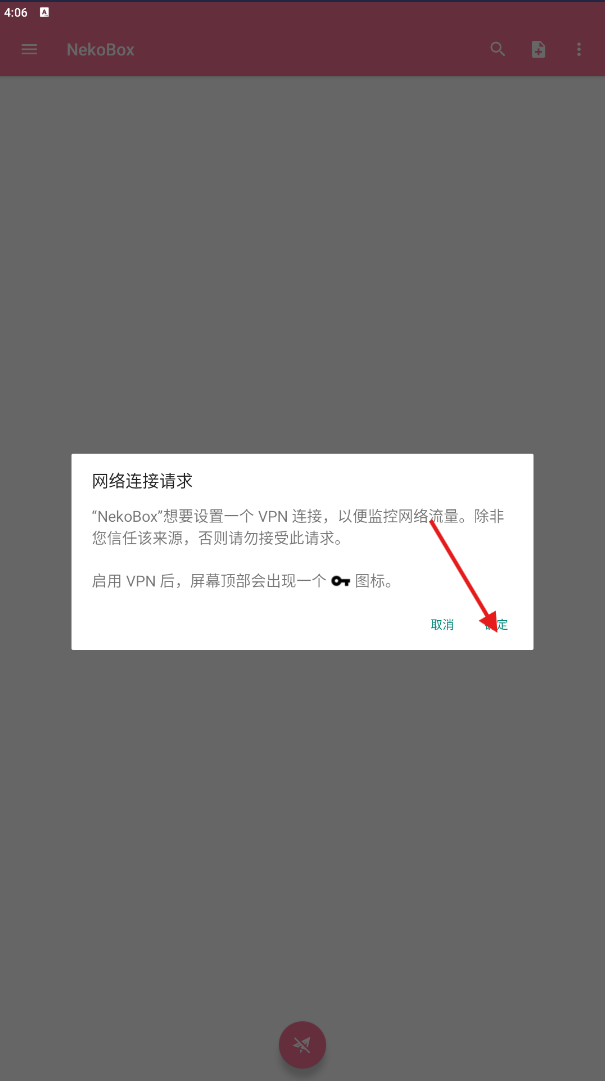 4:06
NekoBox
网络连接请求
“NekoBox”想要设置一个 VPN 连接，以便监控网络流量。除非
您信任该来源，否则请勿接受此请求。
启用 VPN 后，屏幕顶部会出现一个 图标。
取消 确定